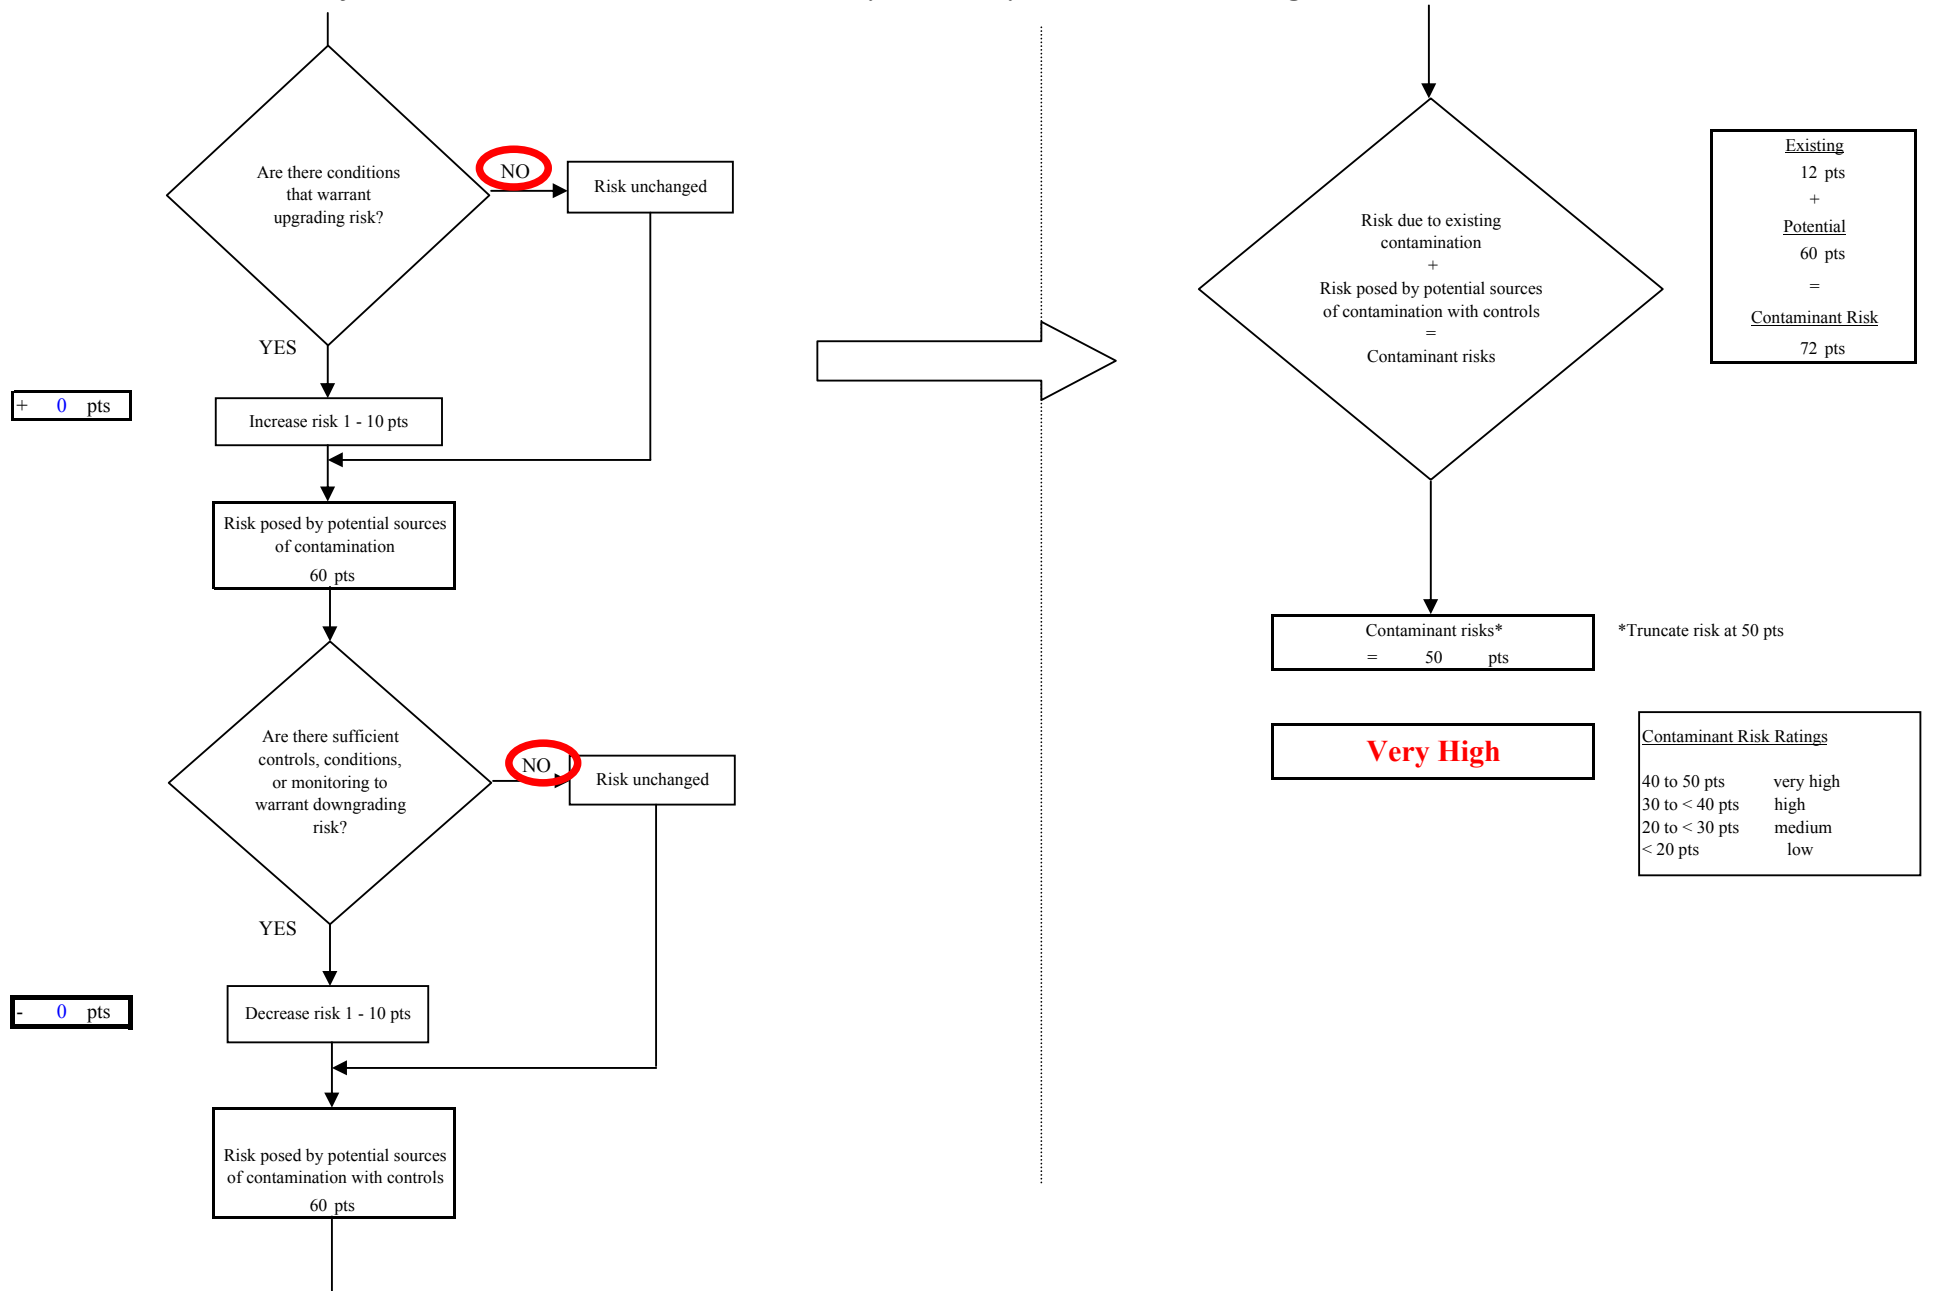 Are there conditions
that warrant
upgrading risk?
NO
Risk unchanged
YES
+ 0 pts
Increase risk 1 - 10 pts
Risk posed by potential sources
of contamination
60 pts
Are there sufficient
controls, conditions,
or monitoring to
warrant downgrading
risk?
NO
Risk unchanged
YES
- 0 pts
Decrease risk 1 - 10 pts
Risk posed by potential sources
of contamination with controls
60 pts
Risk due to existing
contamination
+
Risk posed by potential sources
of contamination with controls
=
Contaminant risks
Existing
12 pts
+
Potential
60 pts
=
Contaminant Risk
72 pts
Contaminant risks*
= 50 pts
*Truncate risk at 50 pts
Very High
Contaminant Risk Ratings
40 to 50 pts very high
30 to < 40 pts high
20 to < 30 pts medium
< 20 pts low